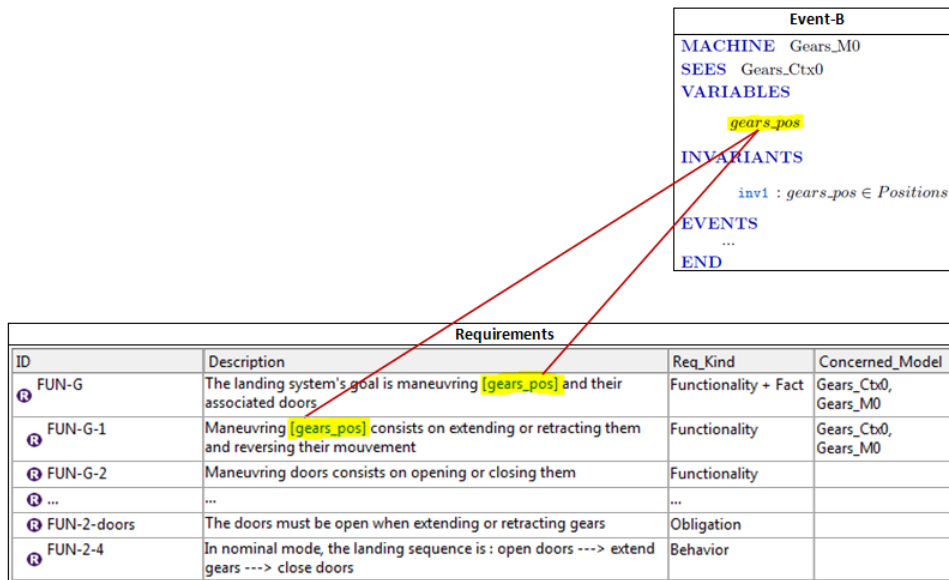 Event-B
MACHINE Gears_M0
SEES Gears_Ctx0
VARIABLES
gears_pos
INVARIANTS
inv1 : gears_pos ∈ Positions
EVENTS
...
END
Requirements
ID Description Req_Kind Concerned_Model
R FUN-G The landing system's goal is maneuvring [gears_pos] and their Functionality + Fact Gears_Ctx0,
associated doors Gears_M0
R FUN-G-1 Maneuvring [gears_pos] consists on extending or retracting them Functionality Gears_Ctx0,
and reversing their mouvement Gears_M0
R FUN-G-2 Maneuvring doors consists on opening or closing them Functionality
R ... ... ...
R FUN-2-doors The doors must be open when extending or retracting gears Obligation
R FUN-2-4 In nominal mode, the landing sequence is : open doors ---> extend Behavior
gears ---> close doors